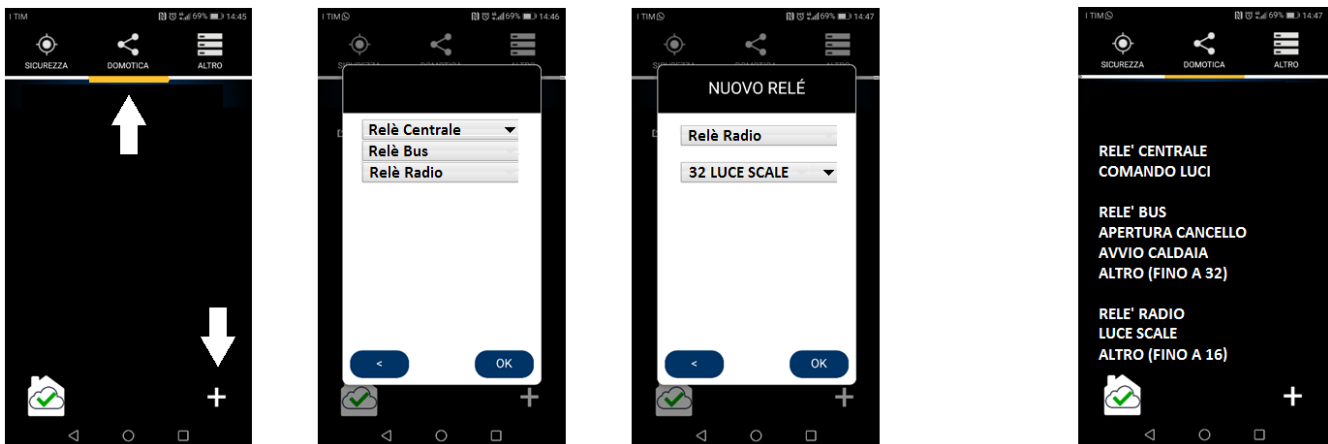 I TIM 69% 14:45
SICUREZZA DOMOTICA ALTRO
+
I TIM 69% 14:46
SICUREZZA DOMOTICA ALTRO
Relè Centrale
Relè Bus
Relè Radio
< OK
+
I TIM 69% 14:47
NUOVO RELÉ
Relè Radio
32 LUCE SCALE
< OK
+
I TIM 69% 14:47
SICUREZZA DOMOTICA ALTRO
RELE' CENTRALE
COMANDO LUCI
RELE' BUS
APERTURA CANCELLO
AVVIO CALDAIA
ALTRO (FINO A 32)
RELE' RADIO
LUCE SCALE
ALTRO (FINO A 16)
+